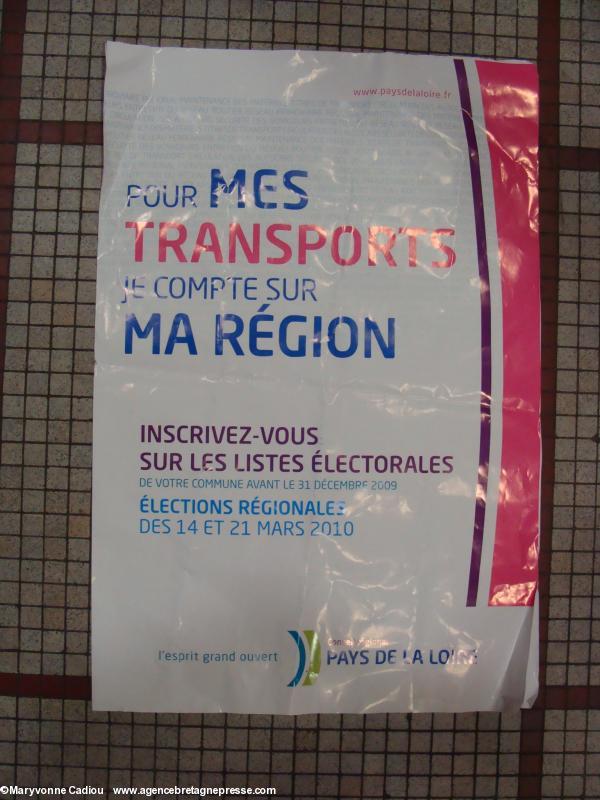 www.paysdelaloire.fr
POUR MES
TRANSPORTS
JE COMPTE SUR
MA RÉGION
INSCRIVEZ-VOUS
SUR LES LISTES ÉLECTORALES
DE VOTRE COMMUNE AVANT LE 31 DÉCEMBRE 2009
ÉLECTIONS RÉGIONALES
DES 14 ET 21 MARS 2010
l'esprit grand ouvert
Conseil régional
PAYS DE LA LOIRE
©Maryvonne Cadiou www.agencebretagnepresse.com